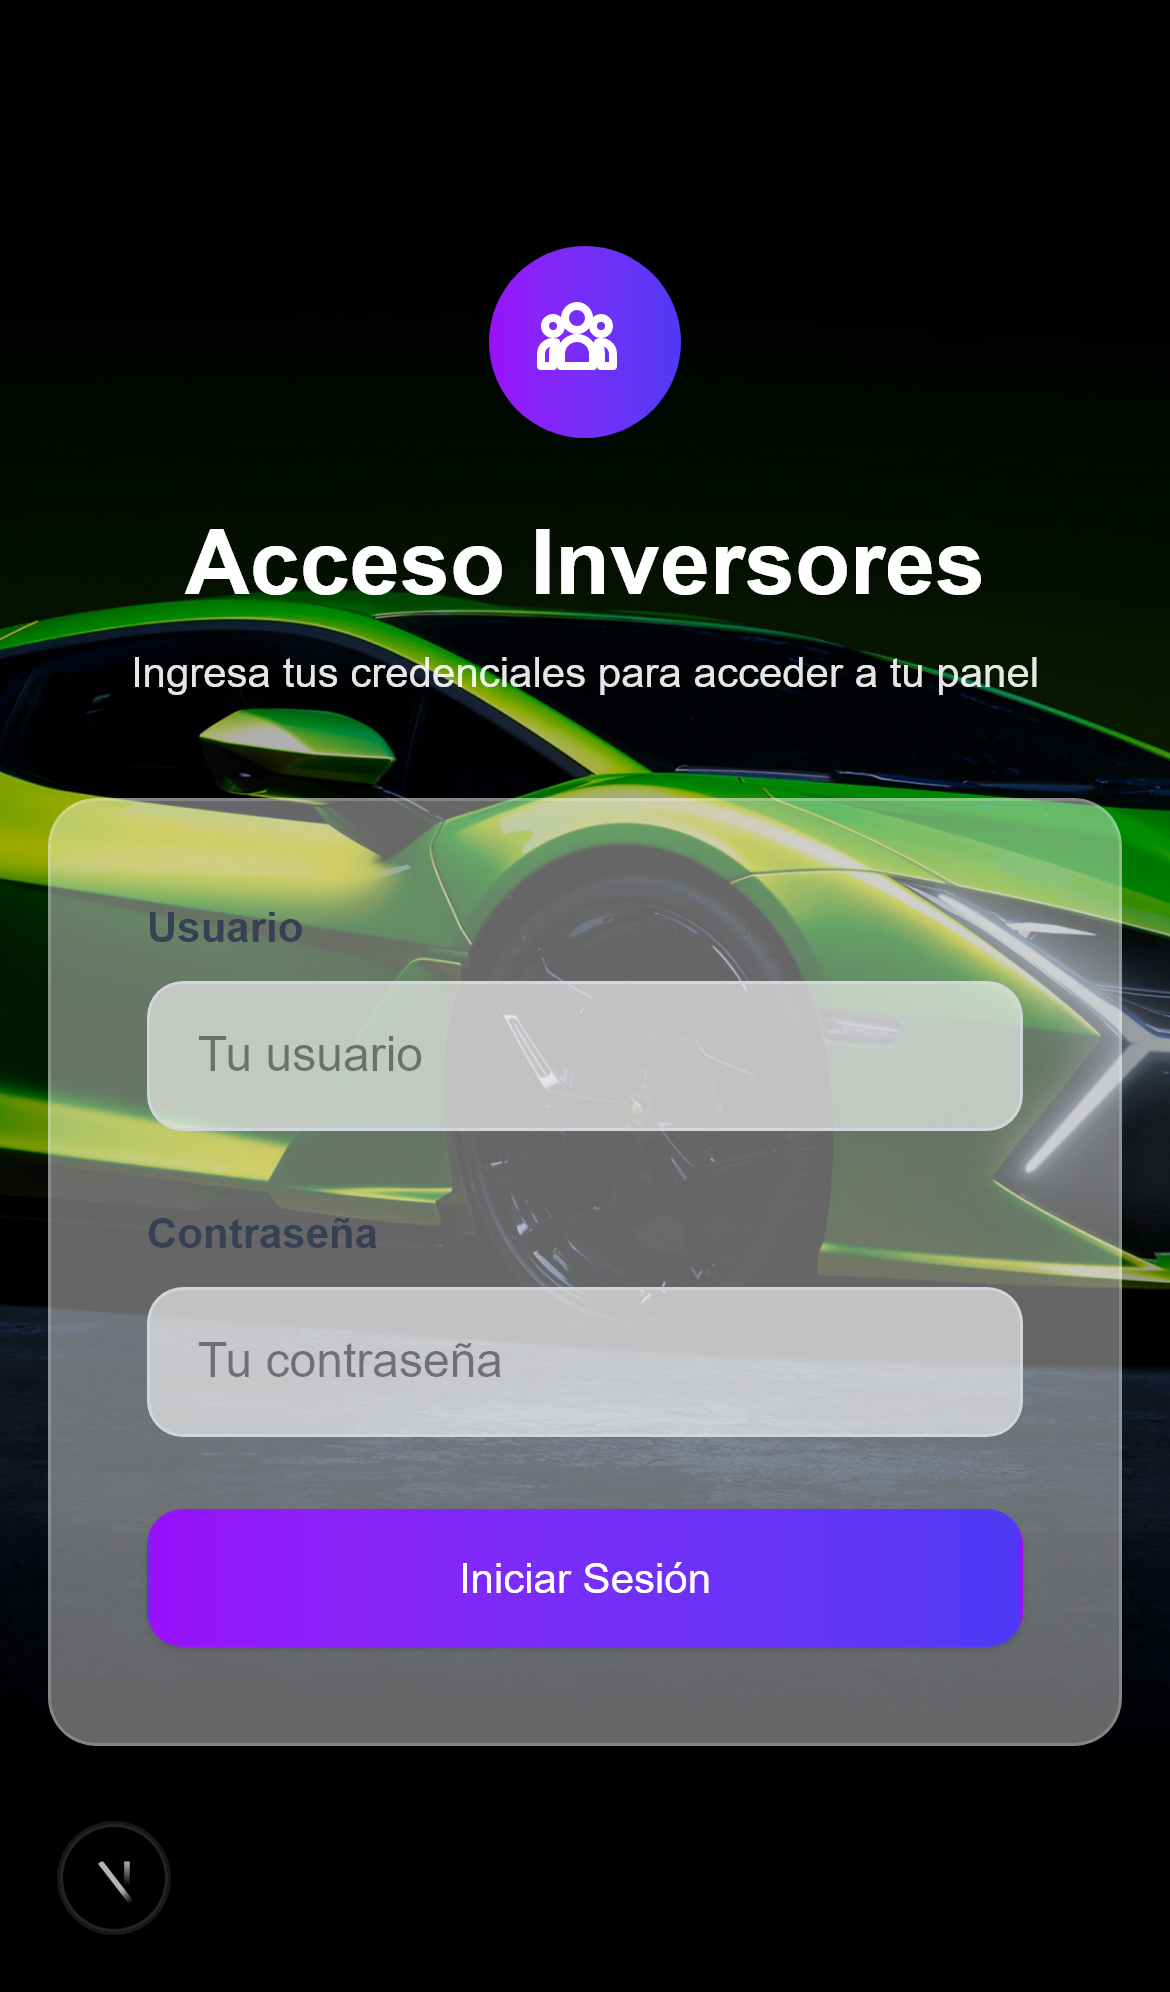 Acceso Inversores
Ingresa tus credenciales para acceder a tu panel
Usuario
Tu usuario
Contraseña
Tu contraseña
Iniciar Sesión